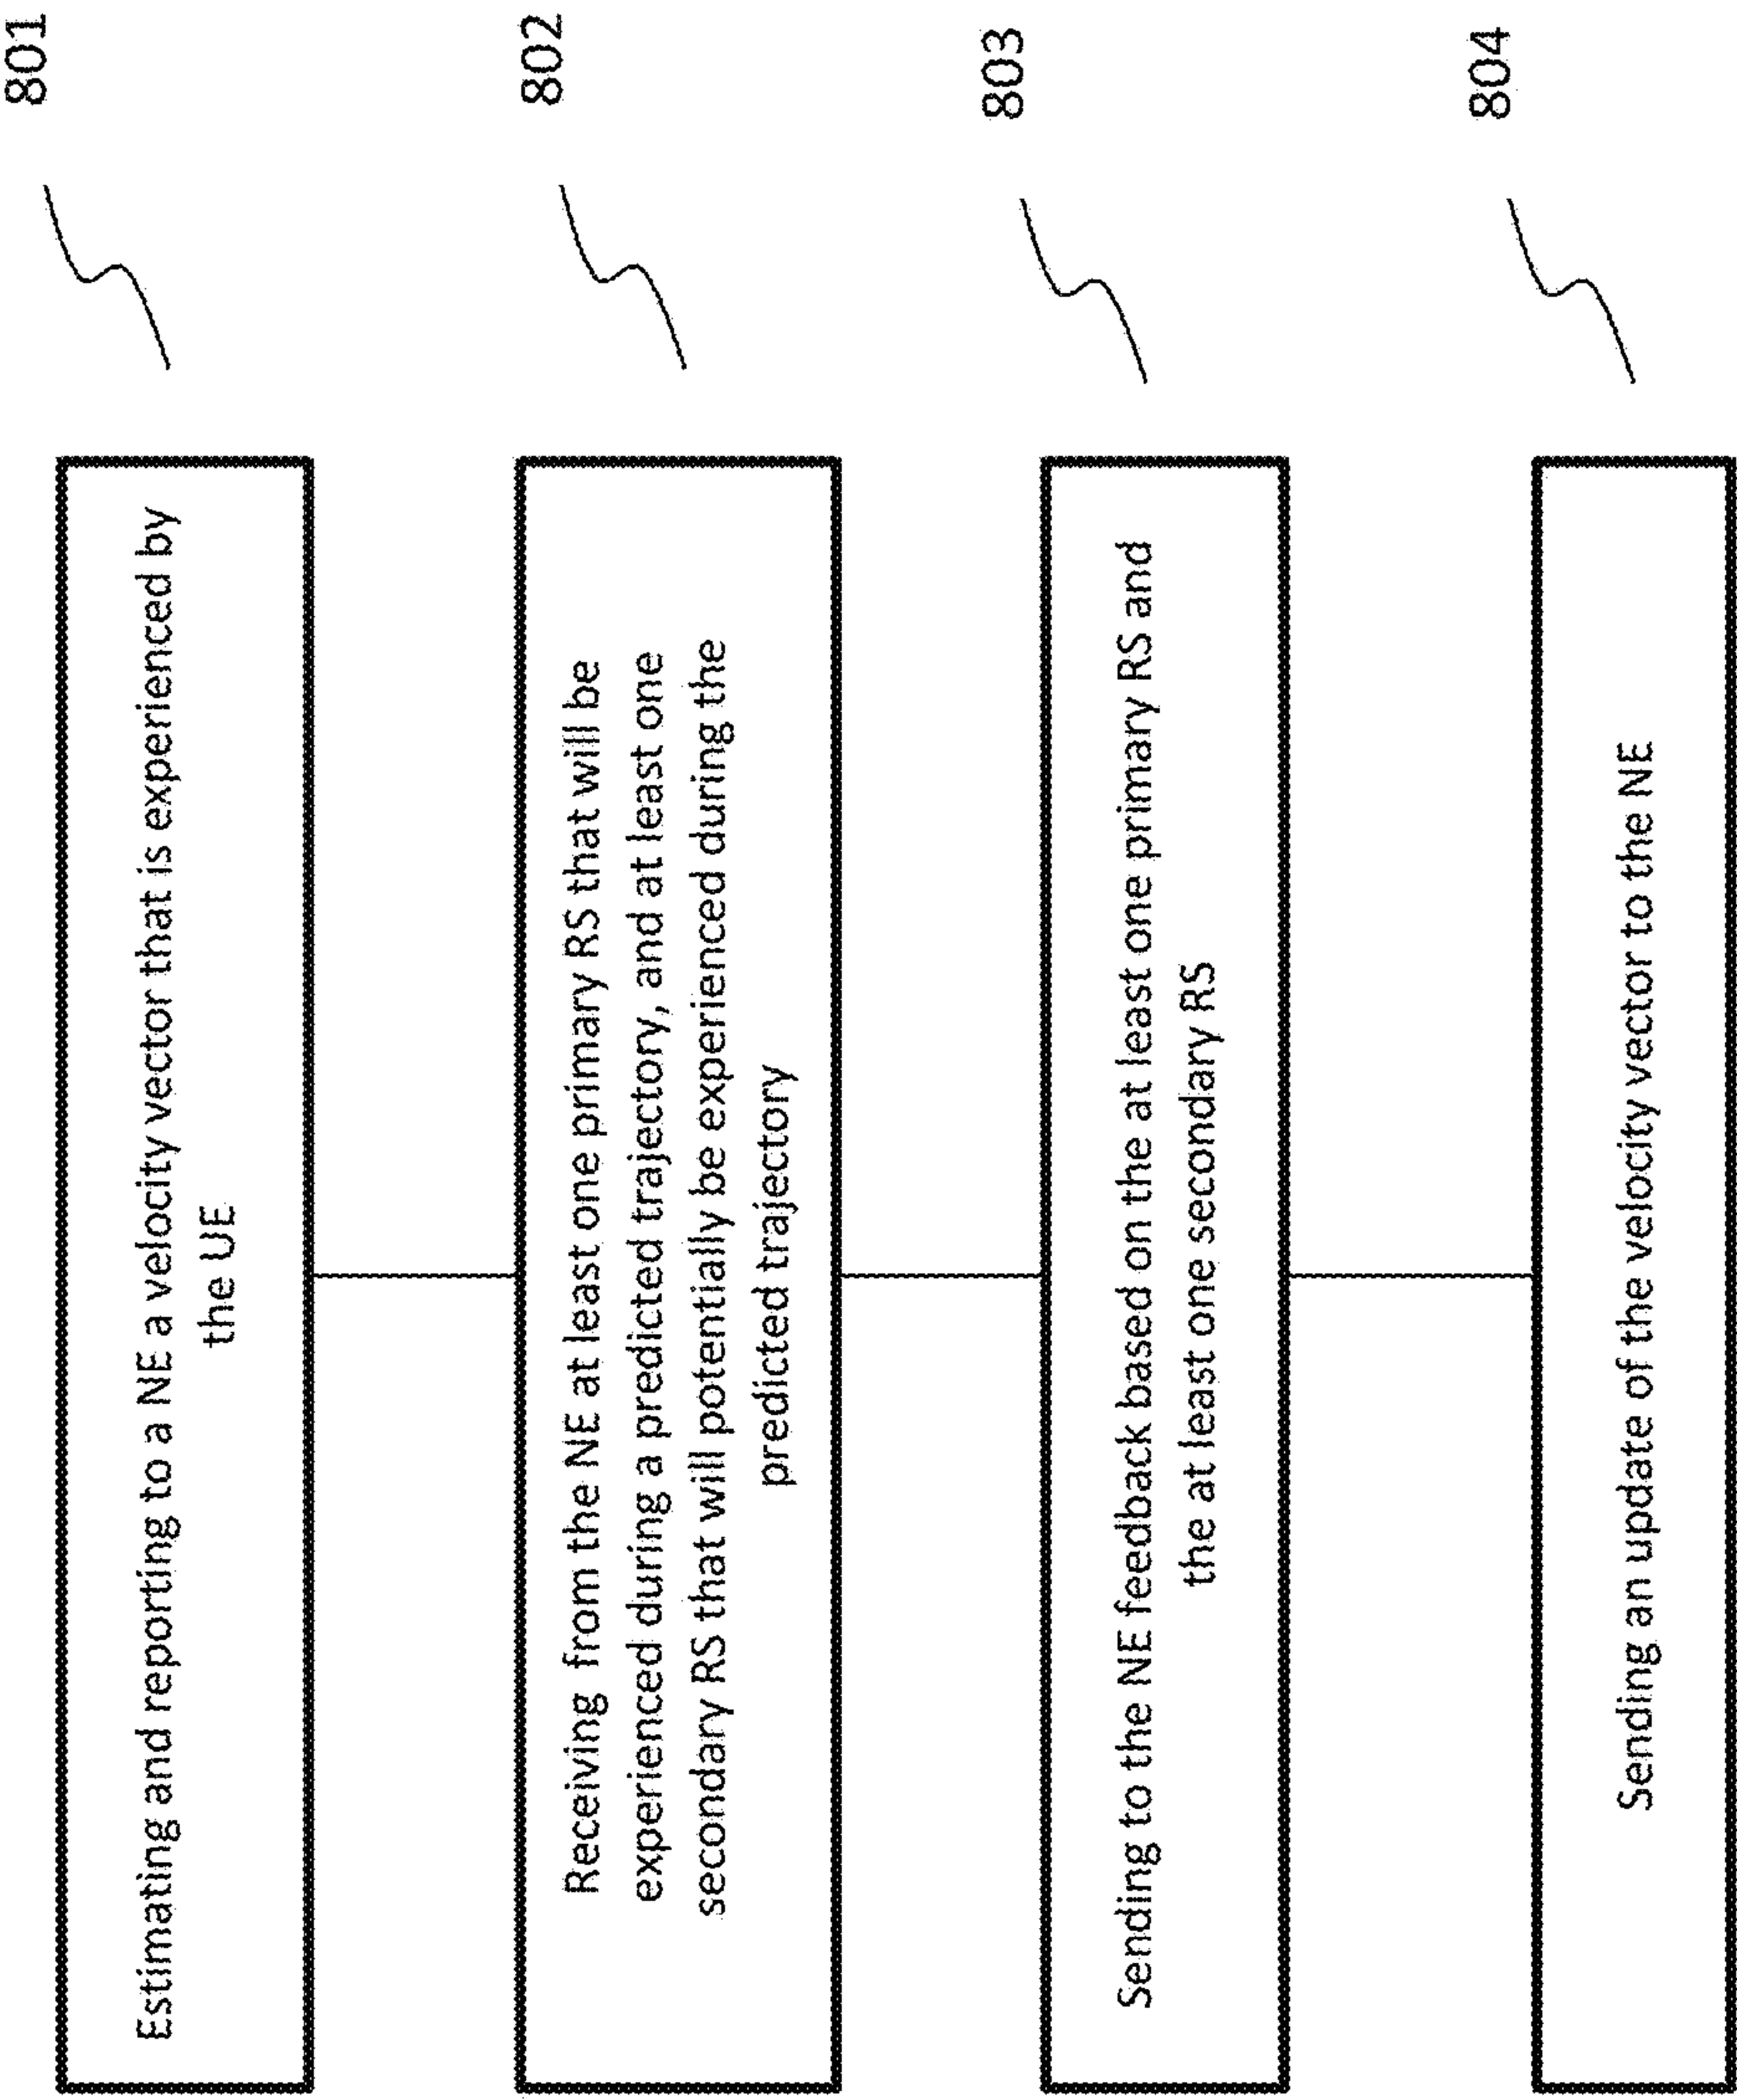 801
Estimating and reporting to a NE a velocity vector that is experienced by
the UE
802
Receiving from the NE at least one primary RS that will be
experienced during a predicted trajectory, and at least one
secondary RS that will potentially be experienced during the
predicted trajectory
803
Sending to the NE feedback based on the at least one primary RS and
the at least one secondary RS
804
Sending an update of the velocity vector to the NE